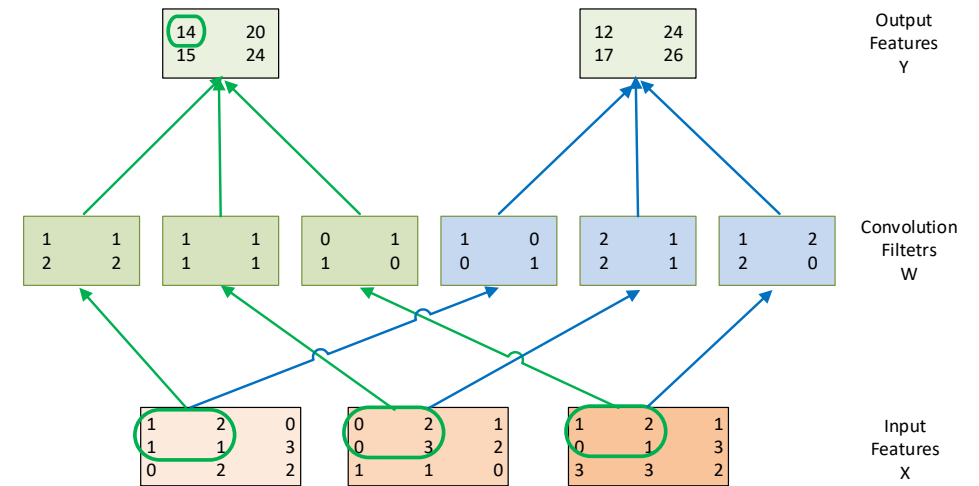 14 20
15 24
12 24
17 26
Output
Features
Y
1 1
2 2
1 1
1 1
0 1
1 0
1 0
0 1
2 1
2 1
1 2
2 0
Convolution
Filtetrs
W
1 2 0
1 1 3
0 2 2
0 2 1
0 3 2
1 1 0
1 2 1
0 1 3
3 3 2
Input
Features
X